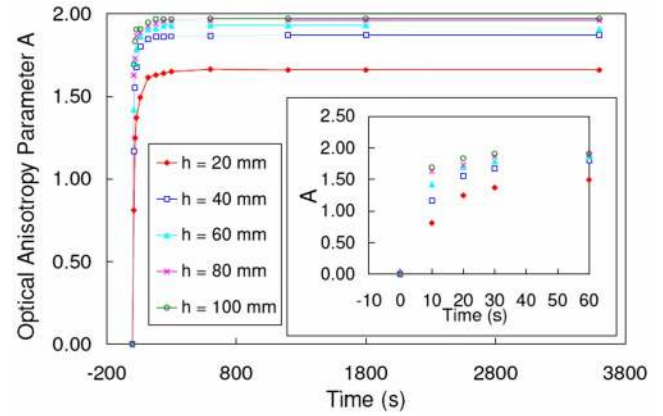 Optical Anisotropy Parameter A
2.00
1.50
1.00
0.50
0.00
-200
800
1800
2800
3800
Time (s)
h = 20 mm
h = 40 mm
h = 60 mm
h = 80 mm
h = 100 mm
A
2.50
2.00
1.50
1.00
0.50
0.00
-10
0
10
20
30
40
50
60
Time (s)